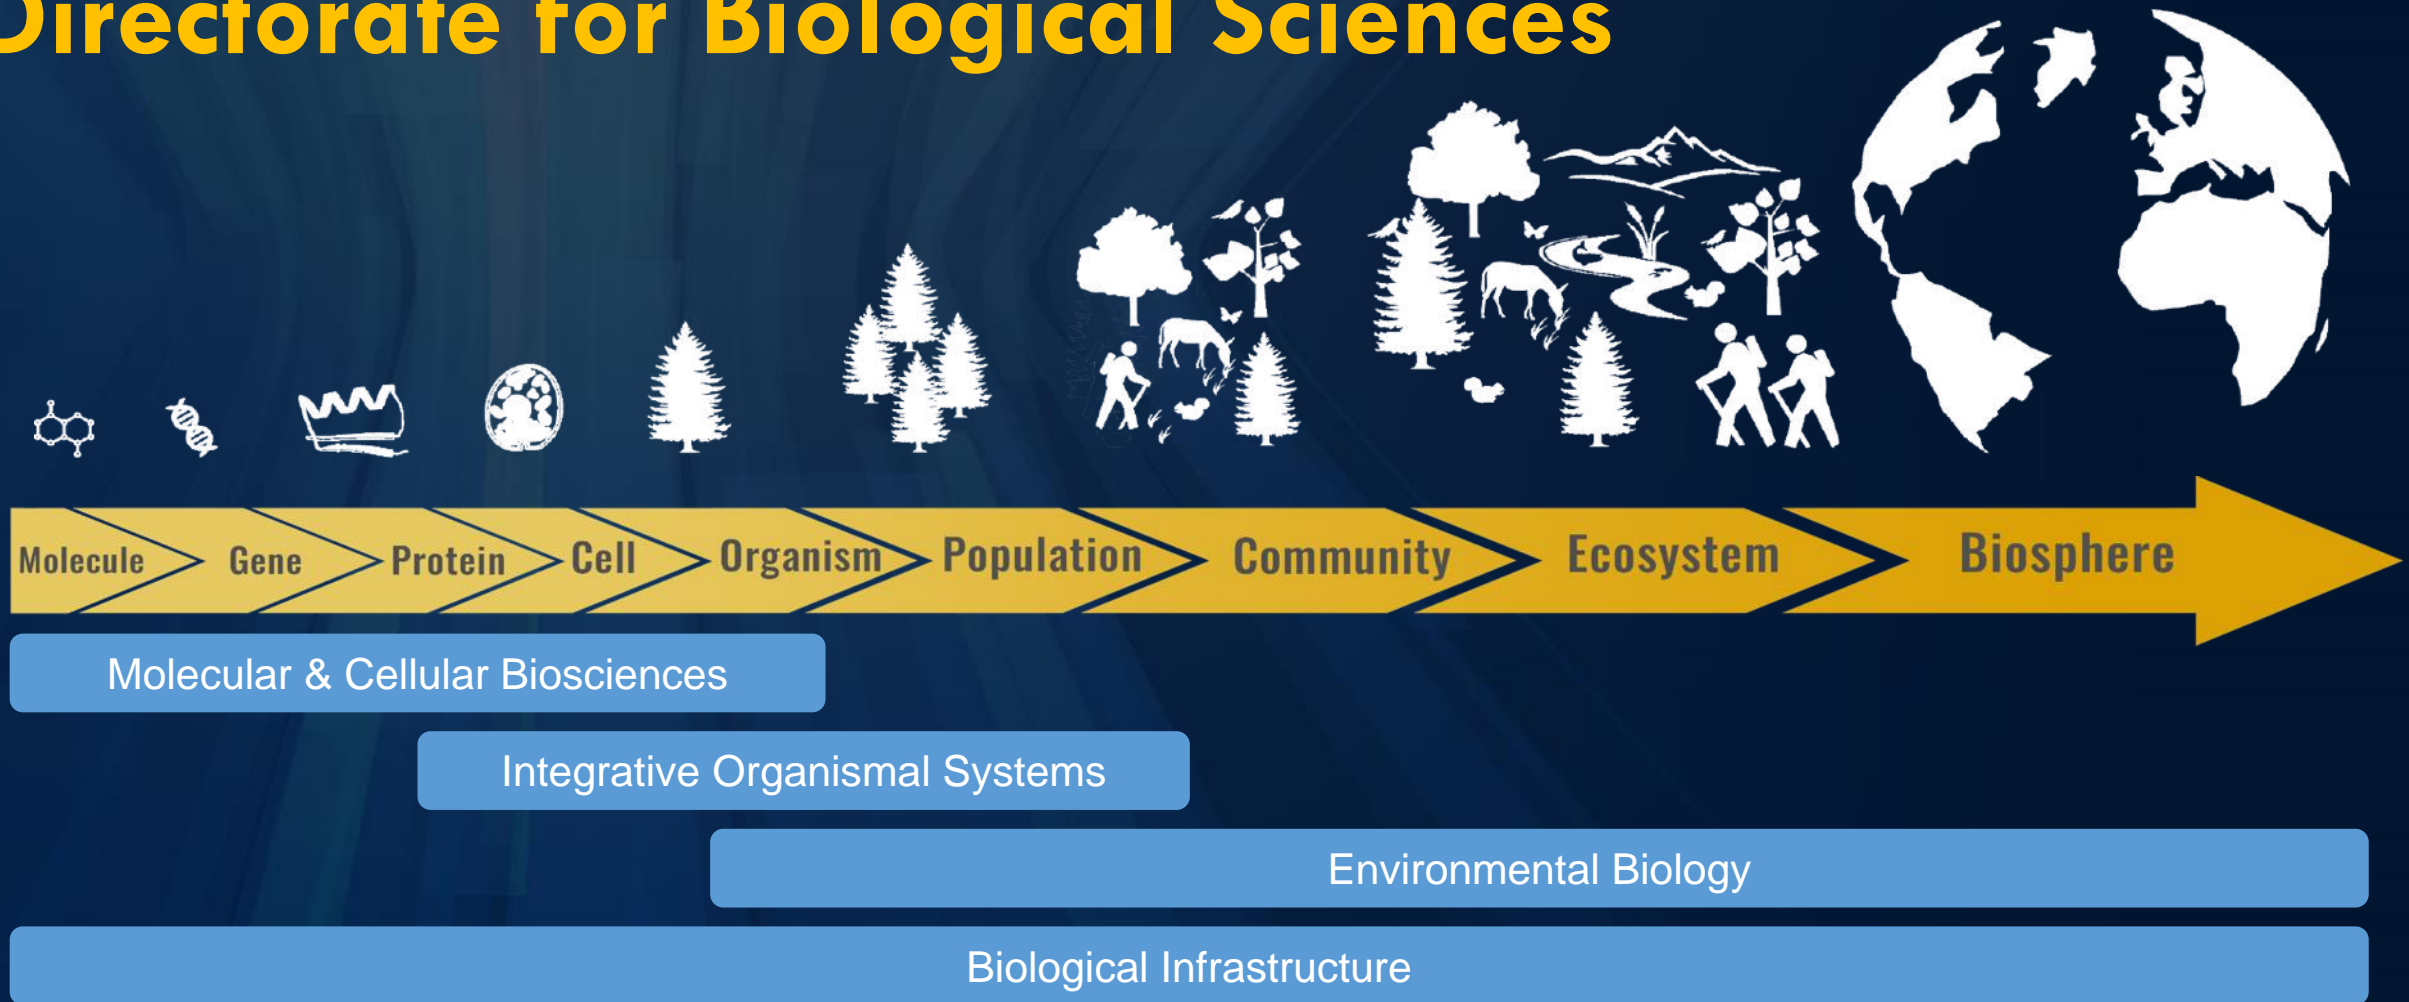 Directorate for Biological Sciences
Molecule Gene Protein Cell Organism Population Community Ecosystem Biosphere
Molecular & Cellular Biosciences
Integrative Organismal Systems
Environmental Biology
Biological Infrastructure